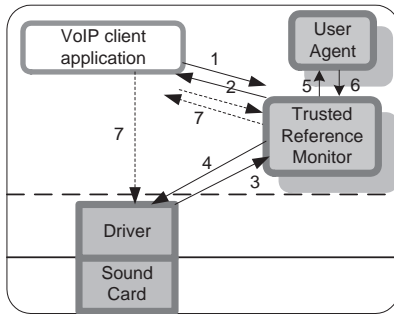 VoIP client
application
User
Agent
1
2
5
6
7
Trusted
Reference
Monitor
7
4
3
Driver
Sound
Card